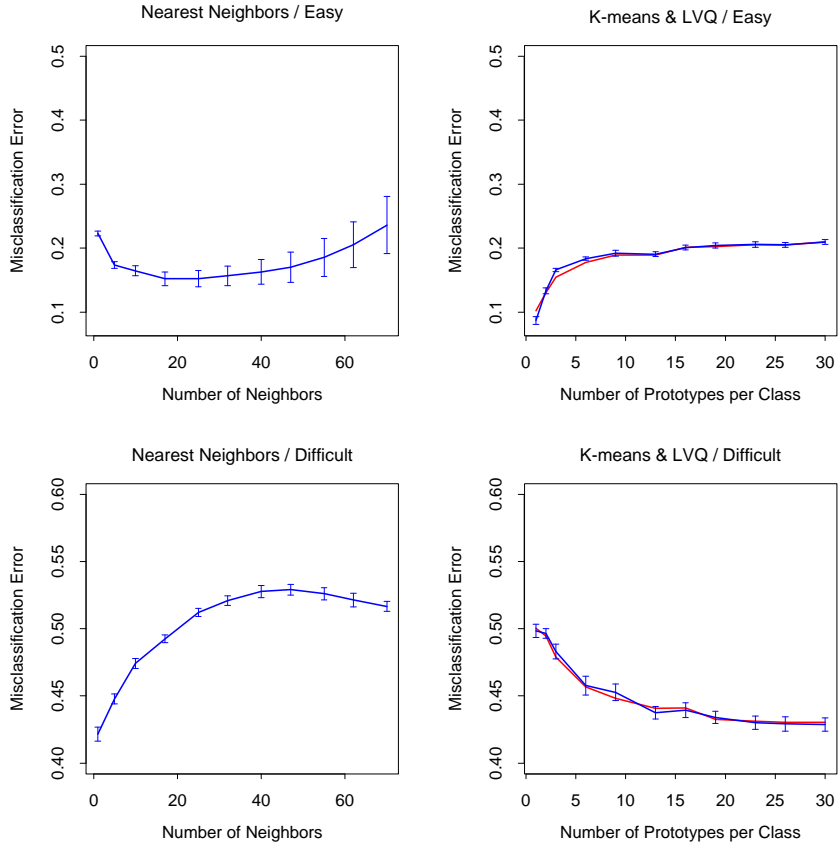 Nearest Neighbors / Easy
Misclassification Error
0.5
0.4
0.3
0.2
0.1
0 20 40 60
Number of Neighbors
K-means & LVQ / Easy
Misclassification Error
0.5
0.4
0.3
0.2
0.1
0 5 10 15 20 25 30
Number of Prototypes per Class
Nearest Neighbors / Difficult
Misclassification Error
0.60
0.55
0.50
0.45
0.40
0 20 40 60
Number of Neighbors
K-means & LVQ / Difficult
Misclassification Error
0.60
0.55
0.50
0.45
0.40
0 5 10 15 20 25 30
Number of Prototypes per Class